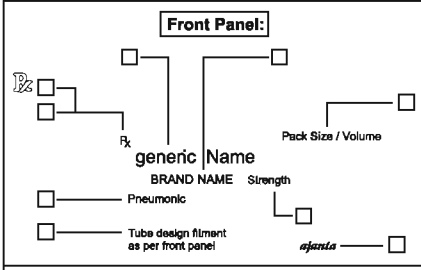 Front Panel:
℞
℞
Pack Size / Volume
generic Name
BRAND NAME
Strength
Pneumonic
Tube design fitment
as per front panel
ajanta